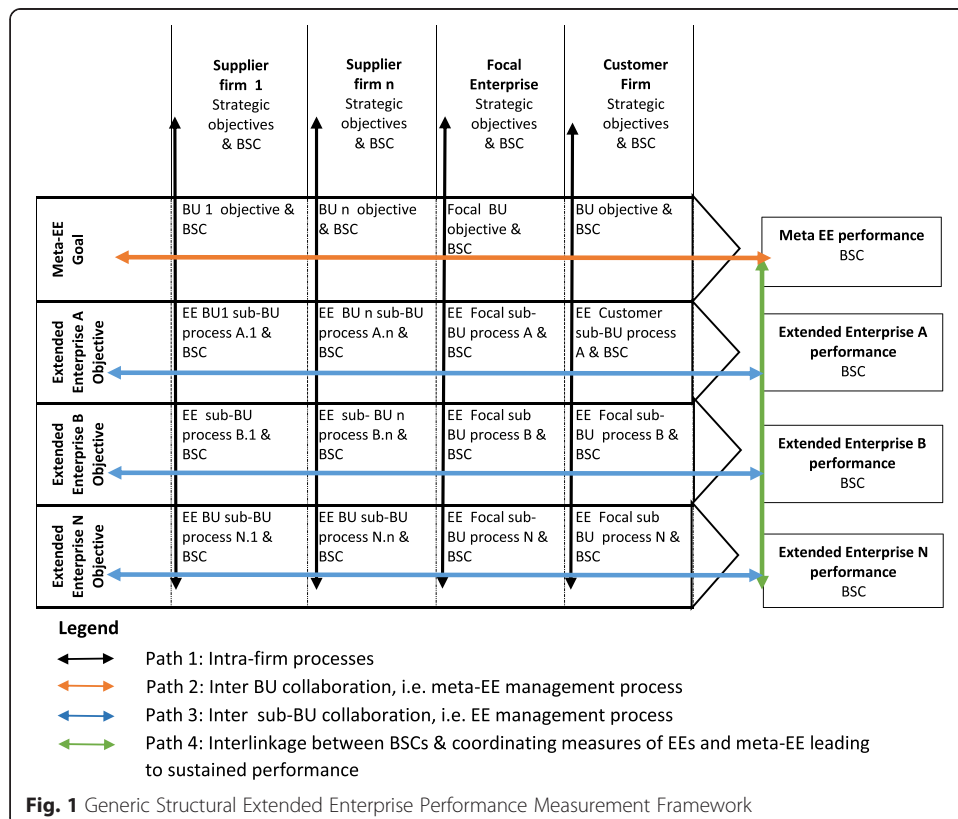 Supplier
firm 1
Strategic
objectives
& BSC
Supplier
firm n
Strategic
objectives
& BSC
Focal
Enterprise
Strategic
objectives
& BSC
Customer
Firm
Strategic
objectives
& BSC
Meta-EE
Goal
BU 1 objective &
BSC
BU n objective
& BSC
Focal BU
objective &
BSC
BU objective &
BSC
Meta EE performance
BSC
Extended
Enterprise A
Objective
EE BU1 sub-BU
process A.1 &
BSC
EE BU n sub-BU
process A.n &
BSC
EE Focal sub-
BU process A &
BSC
EE Customer
sub-BU process
A & BSC
Extended Enterprise A
performance
BSC
Extended
Enterprise B
Objective
EE sub-BU
process B.1 &
BSC
EE sub- BU n
process B.n &
BSC
EE Focal sub
BU process B &
BSC
EE Focal sub-
BU process B &
BSC
Extended Enterprise B
performance
BSC
Extended
Enterprise N
Objective
EE BU sub-BU
process N.1 &
BSC
EE BU sub-BU
process N.n &
BSC
EE Focal sub-
BU process N &
BSC
EE Focal sub
BU process N &
BSC
Extended Enterprise N
performance
BSC
Legend
Path 1: Intra-firm processes
Path 2: Inter BU collaboration, i.e. meta-EE management process
Path 3: Inter sub-BU collaboration, i.e. EE management process
Path 4: Interlinkage between BSCs & coordinating measures of EEs and meta-EE leading
to sustained performance
Fig. 1 Generic Structural Extended Enterprise Performance Measurement Framework